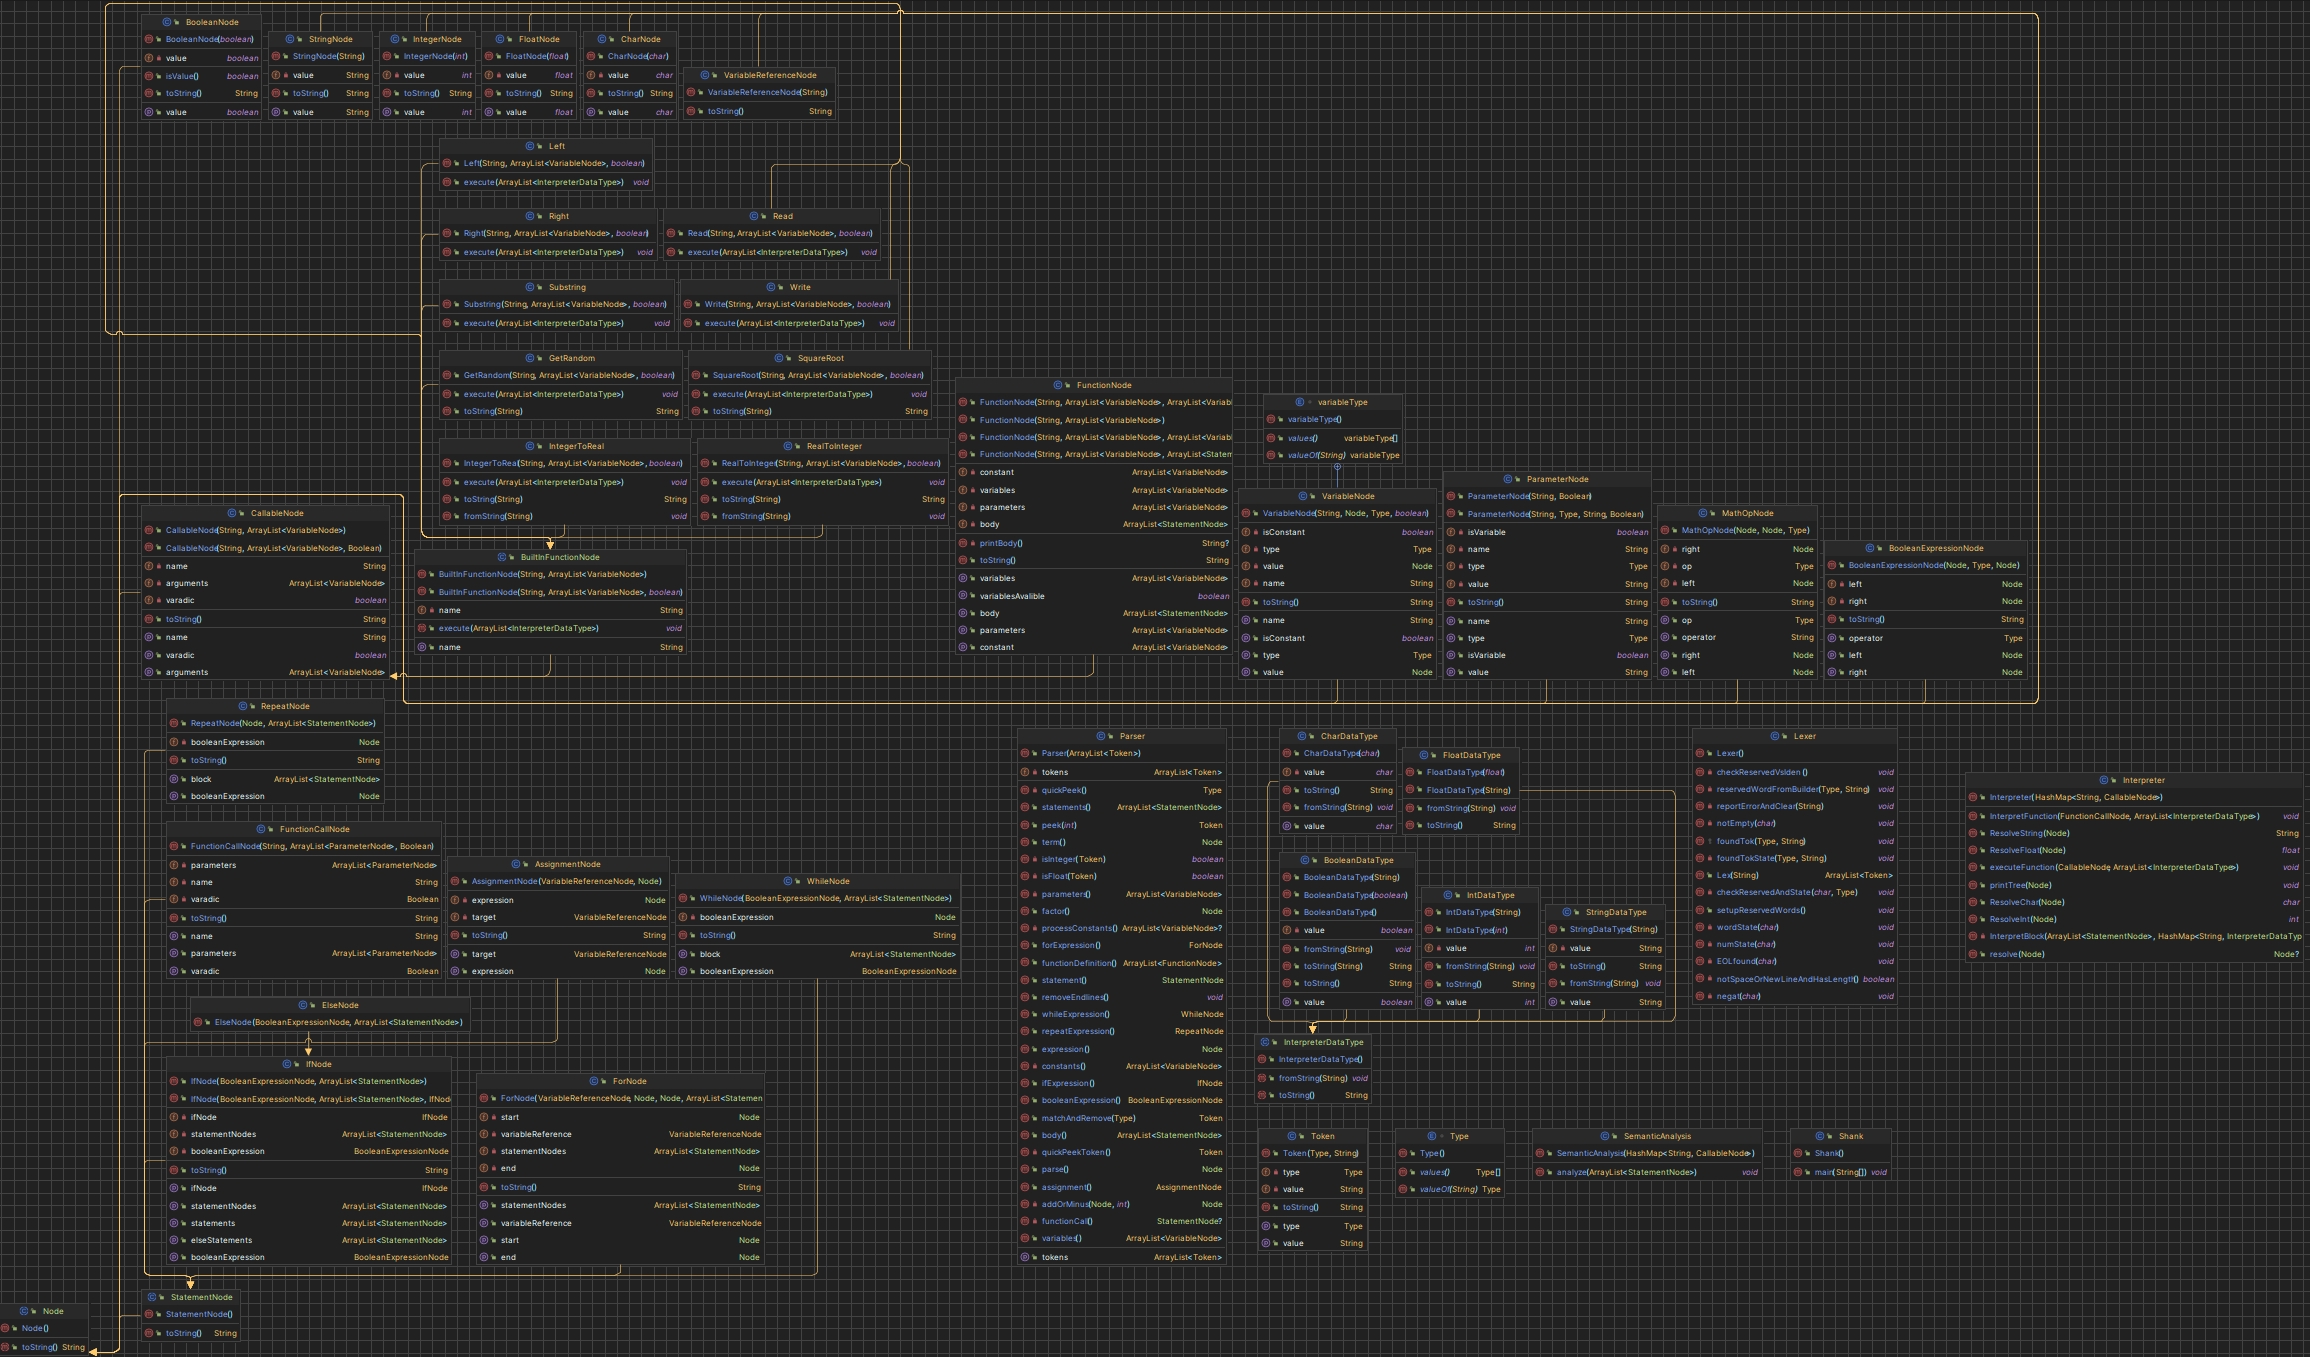 BooleanNode
BooleanNode(boolean)
value boolean
isValue() boolean
toString() String
value boolean
StringNode
StringNode(String)
value String
toString() String
value String
IntegerNode
IntegerNode(int)
value int
toString() String
value int
FloatNode
FloatNode(float)
value float
toString() String
value float
CharNode
CharNode(char)
value char
toString() String
value char
VariableReferenceNode
VariableReferenceNode(String)
toString() String
Left
Left(String, ArrayList<VariableNode>, boolean)
execute(ArrayList<InterpreterDataType>) void
Right
Right(String, ArrayList<VariableNode>, boolean)
execute(ArrayList<InterpreterDataType>) void
Read
Read(String, ArrayList<VariableNode>, boolean)
execute(ArrayList<InterpreterDataType>) void
Substring
Substring(String, ArrayList<VariableNode>, boolean)
execute(ArrayList<InterpreterDataType>) void
Write
Write(String, ArrayList<VariableNode>, boolean)
execute(ArrayList<InterpreterDataType>) void
GetRandom
GetRandom(String, ArrayList<VariableNode>, boolean)
execute(ArrayList<InterpreterDataType>) void
toString(String) String
SquareRoot
SquareRoot(String, ArrayList<VariableNode>, boolean)
execute(ArrayList<InterpreterDataType>) void
toString(String) String
IntegerToReal
IntegerToReal(String, ArrayList<VariableNode>, boolean)
execute(ArrayList<InterpreterDataType>) void
toString(String) String
fromString(String) void
RealToInteger
RealToInteger(String, ArrayList<VariableNode>, boolean)
execute(ArrayList<InterpreterDataType>) void
toString(String) String
fromString(String) void
FunctionNode
FunctionNode(String, ArrayList<VariableNode>, ArrayList<Variabl
FunctionNode(String, ArrayList<VariableNode>)
FunctionNode(String, ArrayList<VariableNode>, ArrayList<Variabl
FunctionNode(String, ArrayList<VariableNode>, ArrayList<Statem
constant ArrayList<VariableNode>
variables ArrayList<VariableNode>
parameters ArrayList<VariableNode>
body ArrayList<StatementNode>
printBody() String?
toString() String
variables ArrayList<VariableNode>
variablesAvalible boolean
body ArrayList<StatementNode>
parameters ArrayList<VariableNode>
constant ArrayList<VariableNode>
variableType
variableType()
values() variableType[]
valueOf(String) variableType
VariableNode
VariableNode(String, Node, Type, boolean)
isConstant boolean
type Type
value Node
name String
toString() String
name String
isConstant boolean
type Type
value Node
ParameterNode
ParameterNode(String, Boolean)
ParameterNode(String, Type, String, Boolean)
isVariable boolean
name String
type Type
value String
toString() String
name String
type Type
isVariable boolean
value String
MathOpNode
MathOpNode(Node, Node, Type)
right Node
op Type
left Node
toString() String
op Type
operator String
right Node
left Node
BooleanExpressionNode
BooleanExpressionNode(Node, Type, Node)
left Node
right Node
toString() String
operator Type
left Node
right Node
CallableNode
CallableNode(String, ArrayList<VariableNode>)
CallableNode(String, ArrayList<VariableNode>, Boolean)
name String
arguments ArrayList<VariableNode>
varadic boolean
toString() String
name String
varadic boolean
arguments ArrayList<VariableNode>
BuiltInFunctionNode
BuiltInFunctionNode(String, ArrayList<VariableNode>)
BuiltInFunctionNode(String, ArrayList<VariableNode>, boolean)
name String
execute(ArrayList<InterpreterDataType>) void
name String
RepeatNode
RepeatNode(Node, ArrayList<StatementNode>)
booleanExpression Node
toString() String
block ArrayList<StatementNode>
booleanExpression Node
FunctionCallNode
FunctionCallNode(String, ArrayList<ParameterNode>, Boolean)
parameters ArrayList<ParameterNode>
name String
varadic Boolean
toString() String
name String
parameters ArrayList<ParameterNode>
varadic Boolean
AssignmentNode
AssignmentNode(VariableReferenceNode, Node)
expression Node
target VariableReferenceNode
toString() String
target VariableReferenceNode
expression Node
WhileNode
WhileNode(BooleanExpressionNode, ArrayList<StatementNode>)
booleanExpression Node
toString() String
block ArrayList<StatementNode>
booleanExpression BooleanExpressionNode
ElseNode
ElseNode(BooleanExpressionNode, ArrayList<StatementNode>)
IfNode
IfNode(BooleanExpressionNode, ArrayList<StatementNode>)
IfNode(BooleanExpressionNode, ArrayList<StatementNode>, IfNod
ifNode IfNode
statementNodes ArrayList<StatementNode>
booleanExpression BooleanExpressionNode
toString() String
ifNode IfNode
statementNodes ArrayList<StatementNode>
statements ArrayList<StatementNode>
elseStatements ArrayList<StatementNode>
booleanExpression BooleanExpressionNode
ForNode
ForNode(VariableReferenceNode, Node, Node, ArrayList<Statemen
start Node
variableReference VariableReferenceNode
statementNodes ArrayList<StatementNode>
end Node
toString() String
statementNodes ArrayList<StatementNode>
variableReference VariableReferenceNode
start Node
end Node
StatementNode
StatementNode()
toString() String
Node
Node()
toString() String
Parser
Parser(ArrayList<Token>)
tokens ArrayList<Token>
quickPeek() Type
statements() ArrayList<StatementNode>
peek(int) Token
term() Node
isInteger(Token) boolean
isFloat(Token) boolean
parameters() ArrayList<VariableNode>
factor() Node
processConstants() ArrayList<VariableNode>?
forExpression() ForNode
functionDefinition() ArrayList<FunctionNode>
statement() StatementNode
removeEndlines() void
whileExpression() WhileNode
repeatExpression() RepeatNode
expression() Node
constants() ArrayList<VariableNode>
ifExpression() IfNode
booleanExpression() BooleanExpressionNode
matchAndRemove(Type) Token
body() ArrayList<StatementNode>
quickPeekToken() Token
parse() Node
assignment() AssignmentNode
addOrMinus(Node, int) Node
functionCall() StatementNode?
variables() ArrayList<VariableNode>
tokens ArrayList<Token>
CharDataType
CharDataType(char)
value char
toString() String
fromString(String) void
value char
FloatDataType
FloatDataType(float)
FloatDataType(String)
fromString(String) void
toString() String
BooleanDataType
BooleanDataType(String)
BooleanDataType(boolean)
BooleanDataType()
value boolean
fromString(String) void
toString(String) String
toString() String
value boolean
IntDataType
IntDataType(String)
IntDataType(int)
value int
fromString(String) void
toString() String
value int
StringDataType
StringDataType(String)
value String
toString() String
fromString(String) void
value String
InterpreterDataType
InterpreterDataType()
fromString(String) void
toString() String
Token
Token(Type, String)
type Type
value String
toString() String
type Type
value String
Type
Type()
values() Type[]
valueOf(String) Type
SemanticAnalysis
SemanticAnalysis(HashMap<String, CallableNode>)
analyze(ArrayList<StatementNode>) void
Shank
Shank()
main(String[]) void
Lexer
Lexer()
checkReservedVsIden() void
reservedWordFromBuilder(Type, String) void
reportErrorAndClear(String) void
notEmpty(char) void
foundTok(Type, String) void
foundTokState(Type, String) void
Lex(String) ArrayList<Token>
checkReservedAndState(char, Type) void
setupReservedWords() void
wordState(char) void
numState(char) void
EOLfound(char) void
notSpaceOrNewLineAndHasLength() boolean
negat(char) void
Interpreter
Interpreter(HashMap<String, CallableNode>)
InterpretFunction(FunctionCallNode, ArrayList<InterpreterDataType>) void
ResolveString(Node) String
ResolveFloat(Node) float
executeFunction(CallableNode, ArrayList<InterpreterDataType>) void
printTree(Node) void
ResolveChar(Node) char
ResolveInt(Node) int
InterpretBlock(ArrayList<StatementNode>, HashMap<String, InterpreterDataTyp
resolve(Node) Node?